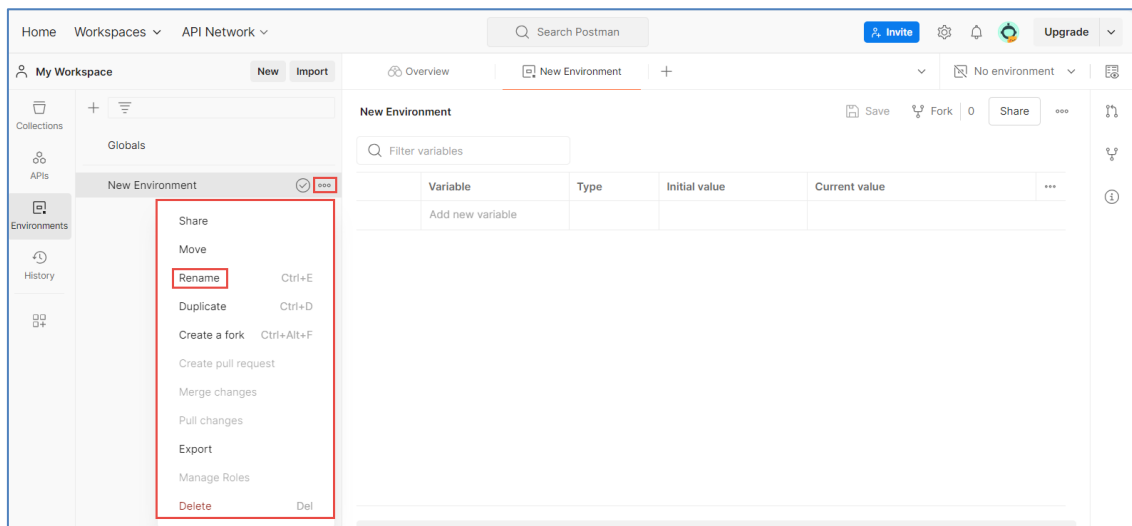 Home Workspaces API Network Search Postman Invite Upgrade
My Workspace New Import Overview New Environment No environment
Collections
APIs
Environments
History
Globals
New Environment
Share
Move
Rename Ctrl+E
Duplicate Ctrl+D
Create a fork Ctrl+Alt+F
Create pull request
Merge changes
Pull changes
Export
Manage Roles
Delete Del
New Environment Save Fork 0 Share
Filter variables
Variable Type Initial value Current value
Add new variable